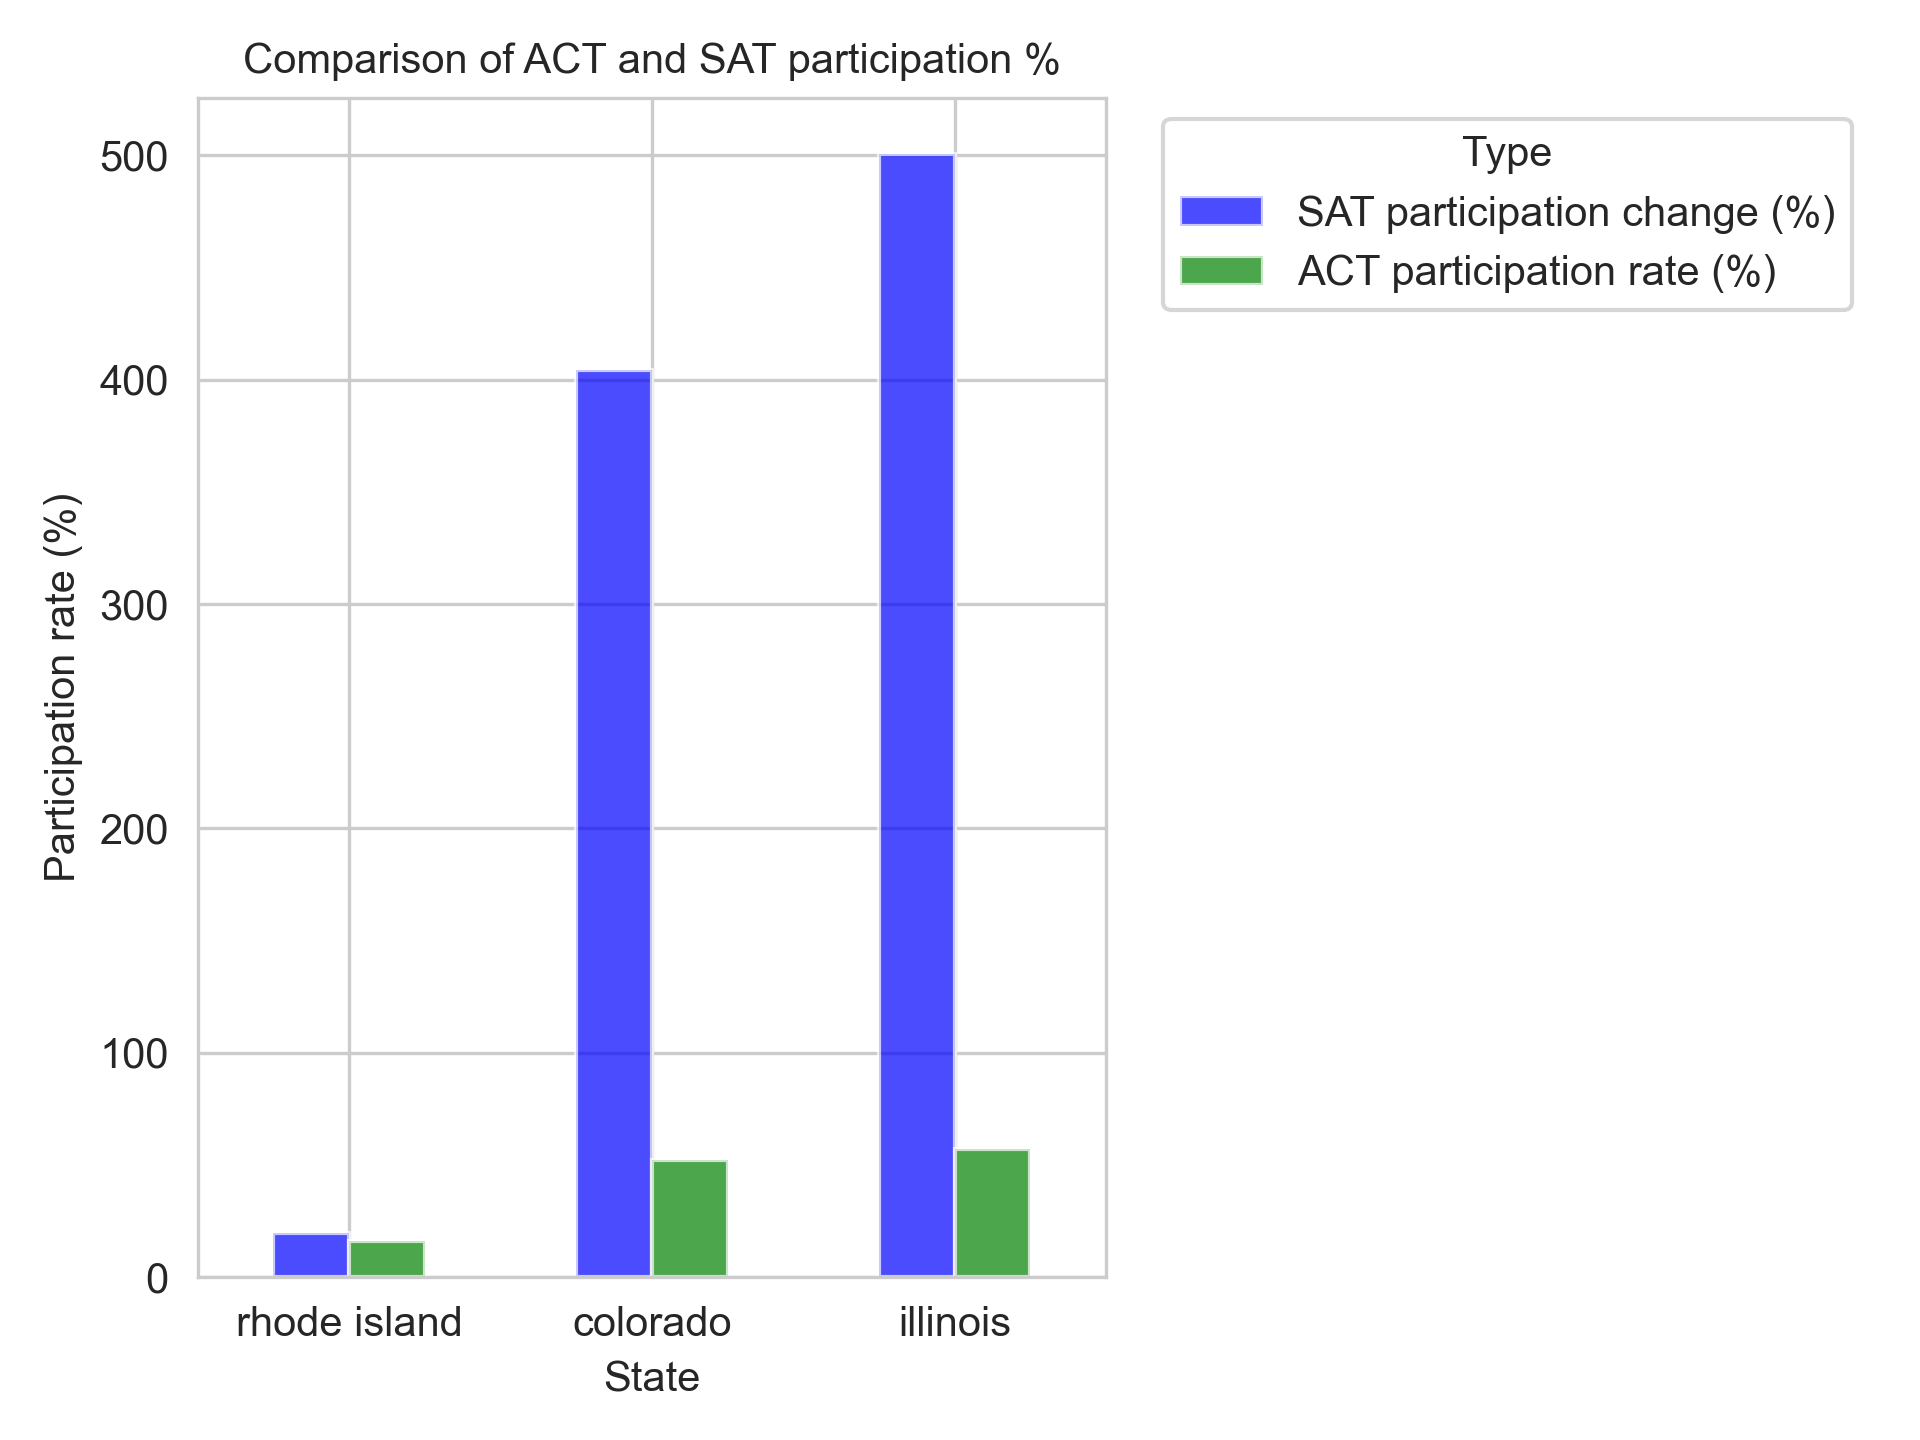 Comparison of ACT and SAT participation %
Type
SAT participation change (%)
ACT participation rate (%)
Participation rate (%)
500
400
300
200
100
0
rhode island
colorado
illinois
State